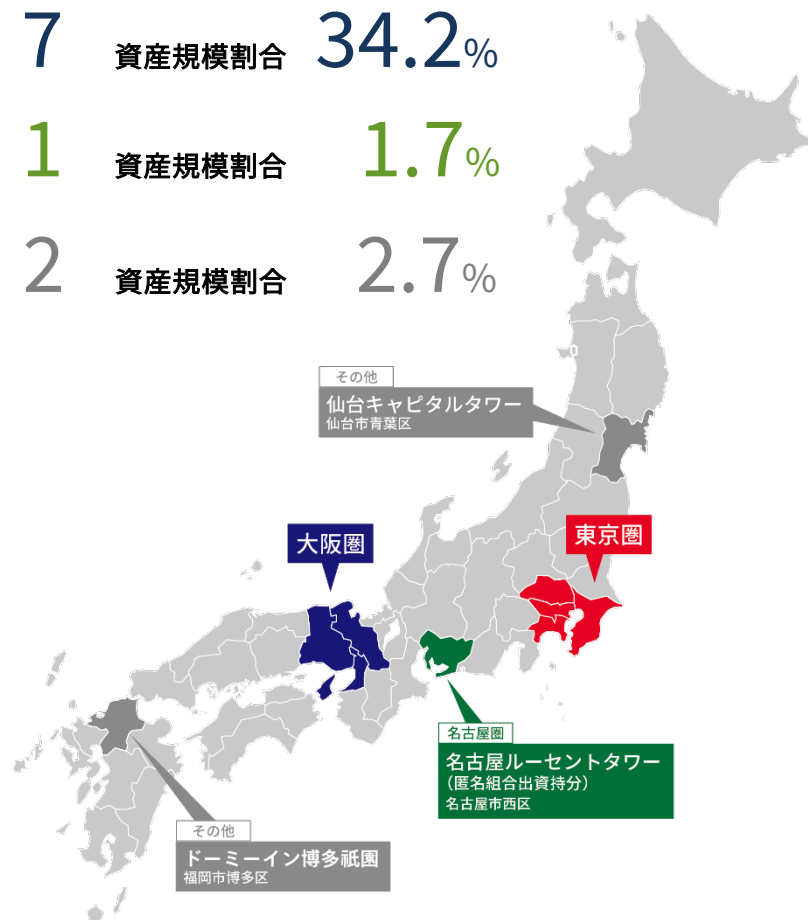 7 資産規模割合 34.2%
1 資産規模割合 1.7%
2 資産規模割合 2.7%
その他
仙台キャピタルタワー
仙台市青葉区
大阪圏
東京圏
名古屋圏
名古屋ルーセントタワー
（匿名組合出資持分）
名古屋市西区
その他
ドーミーイン博多祇園
福岡市博多区